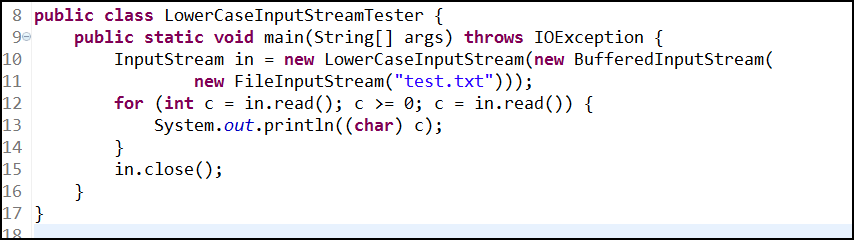 8 public class LowerCaseInputStreamTester {
9 public static void main(String[] args) throws IOException {
10 InputStream in = new LowerCaseInputStream(new BufferedInputStream(
11 new FileInputStream("test.txt")));
12 for (int c = in.read(); c >= 0; c = in.read()) {
13 System.out.println((char) c);
14 }
15 in.close();
16 }
17 }
18